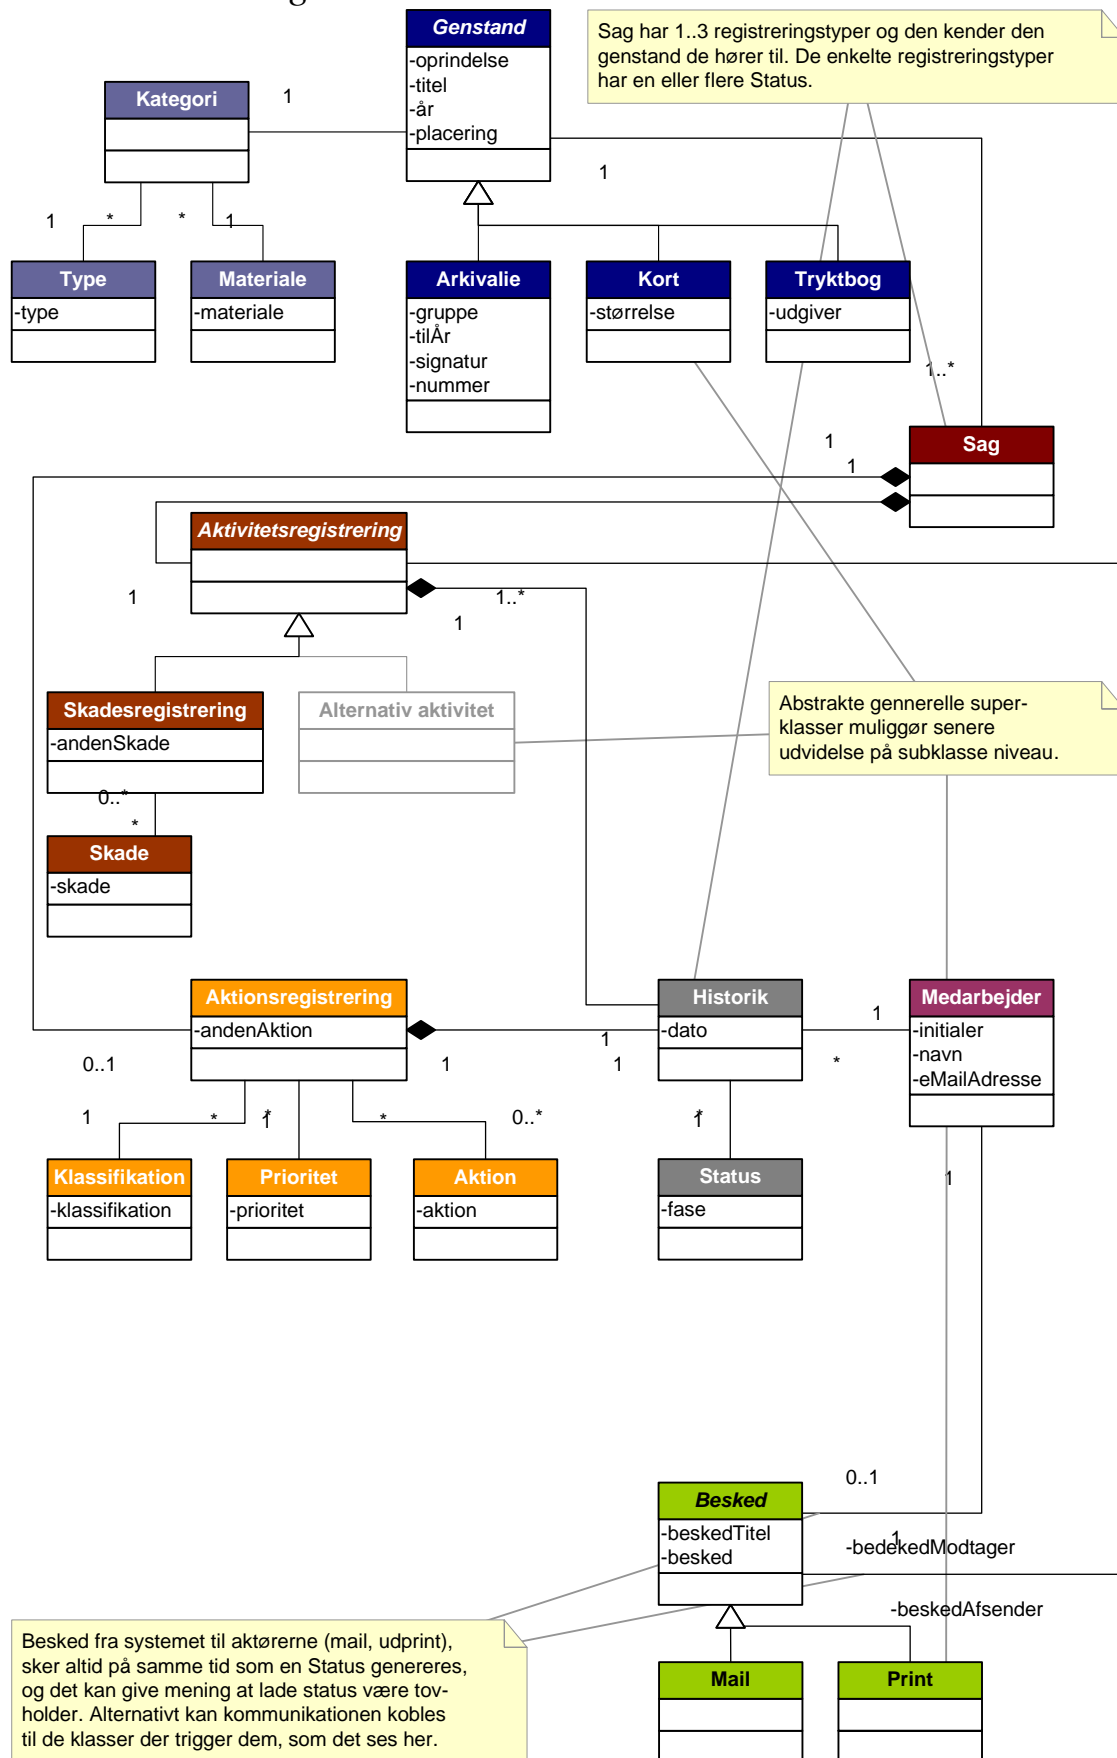 g
Genstand
-oprindelse
-titel
-år
-placering
Sag har 1..3 registreringstyper og den kender den
genstand de hører til. De enkelte registreringstyper
har en eller flere Status.
Kategori
1
1
1
*
*
1
Type
-type
Materiale
-materiale
Arkivalie
-gruppe
-tilÅr
-signatur
-nummer
Kort
-størrelse
Tryktbog
-udgiver
1..*
Sag
1
1
Aktivitetsregistrering
1
1..*
1
Skadesregistrering
-andenSkade
Alternativ aktivitet
Abstrakte gennerelle super-
klasser muliggør senere
udvidelse på subklasse niveau.
0..*
*
Skade
-skade
Aktionsregistrering
-andenAktion
Historik
-dato
Medarbejder
-initialer
-navn
-eMailAdresse
1
1
0..1
1
1
*
1
*
1
*
*
0..*
1
*
Klassifikation
-klassifikation
Prioritet
-prioritet
Aktion
-aktion
Status
-fase
1
0..1
Besked
-beskedTitel
-besked
1
-bedekedModtager
-beskedAfsender
Besked fra systemet til aktørerne (mail, udprint),
sker altid på samme tid som en Status genereres,
og det kan give mening at lade status være tov-
holder. Alternativt kan kommunikationen kobles
til de klasser der trigger dem, som det ses her.
Mail
Print